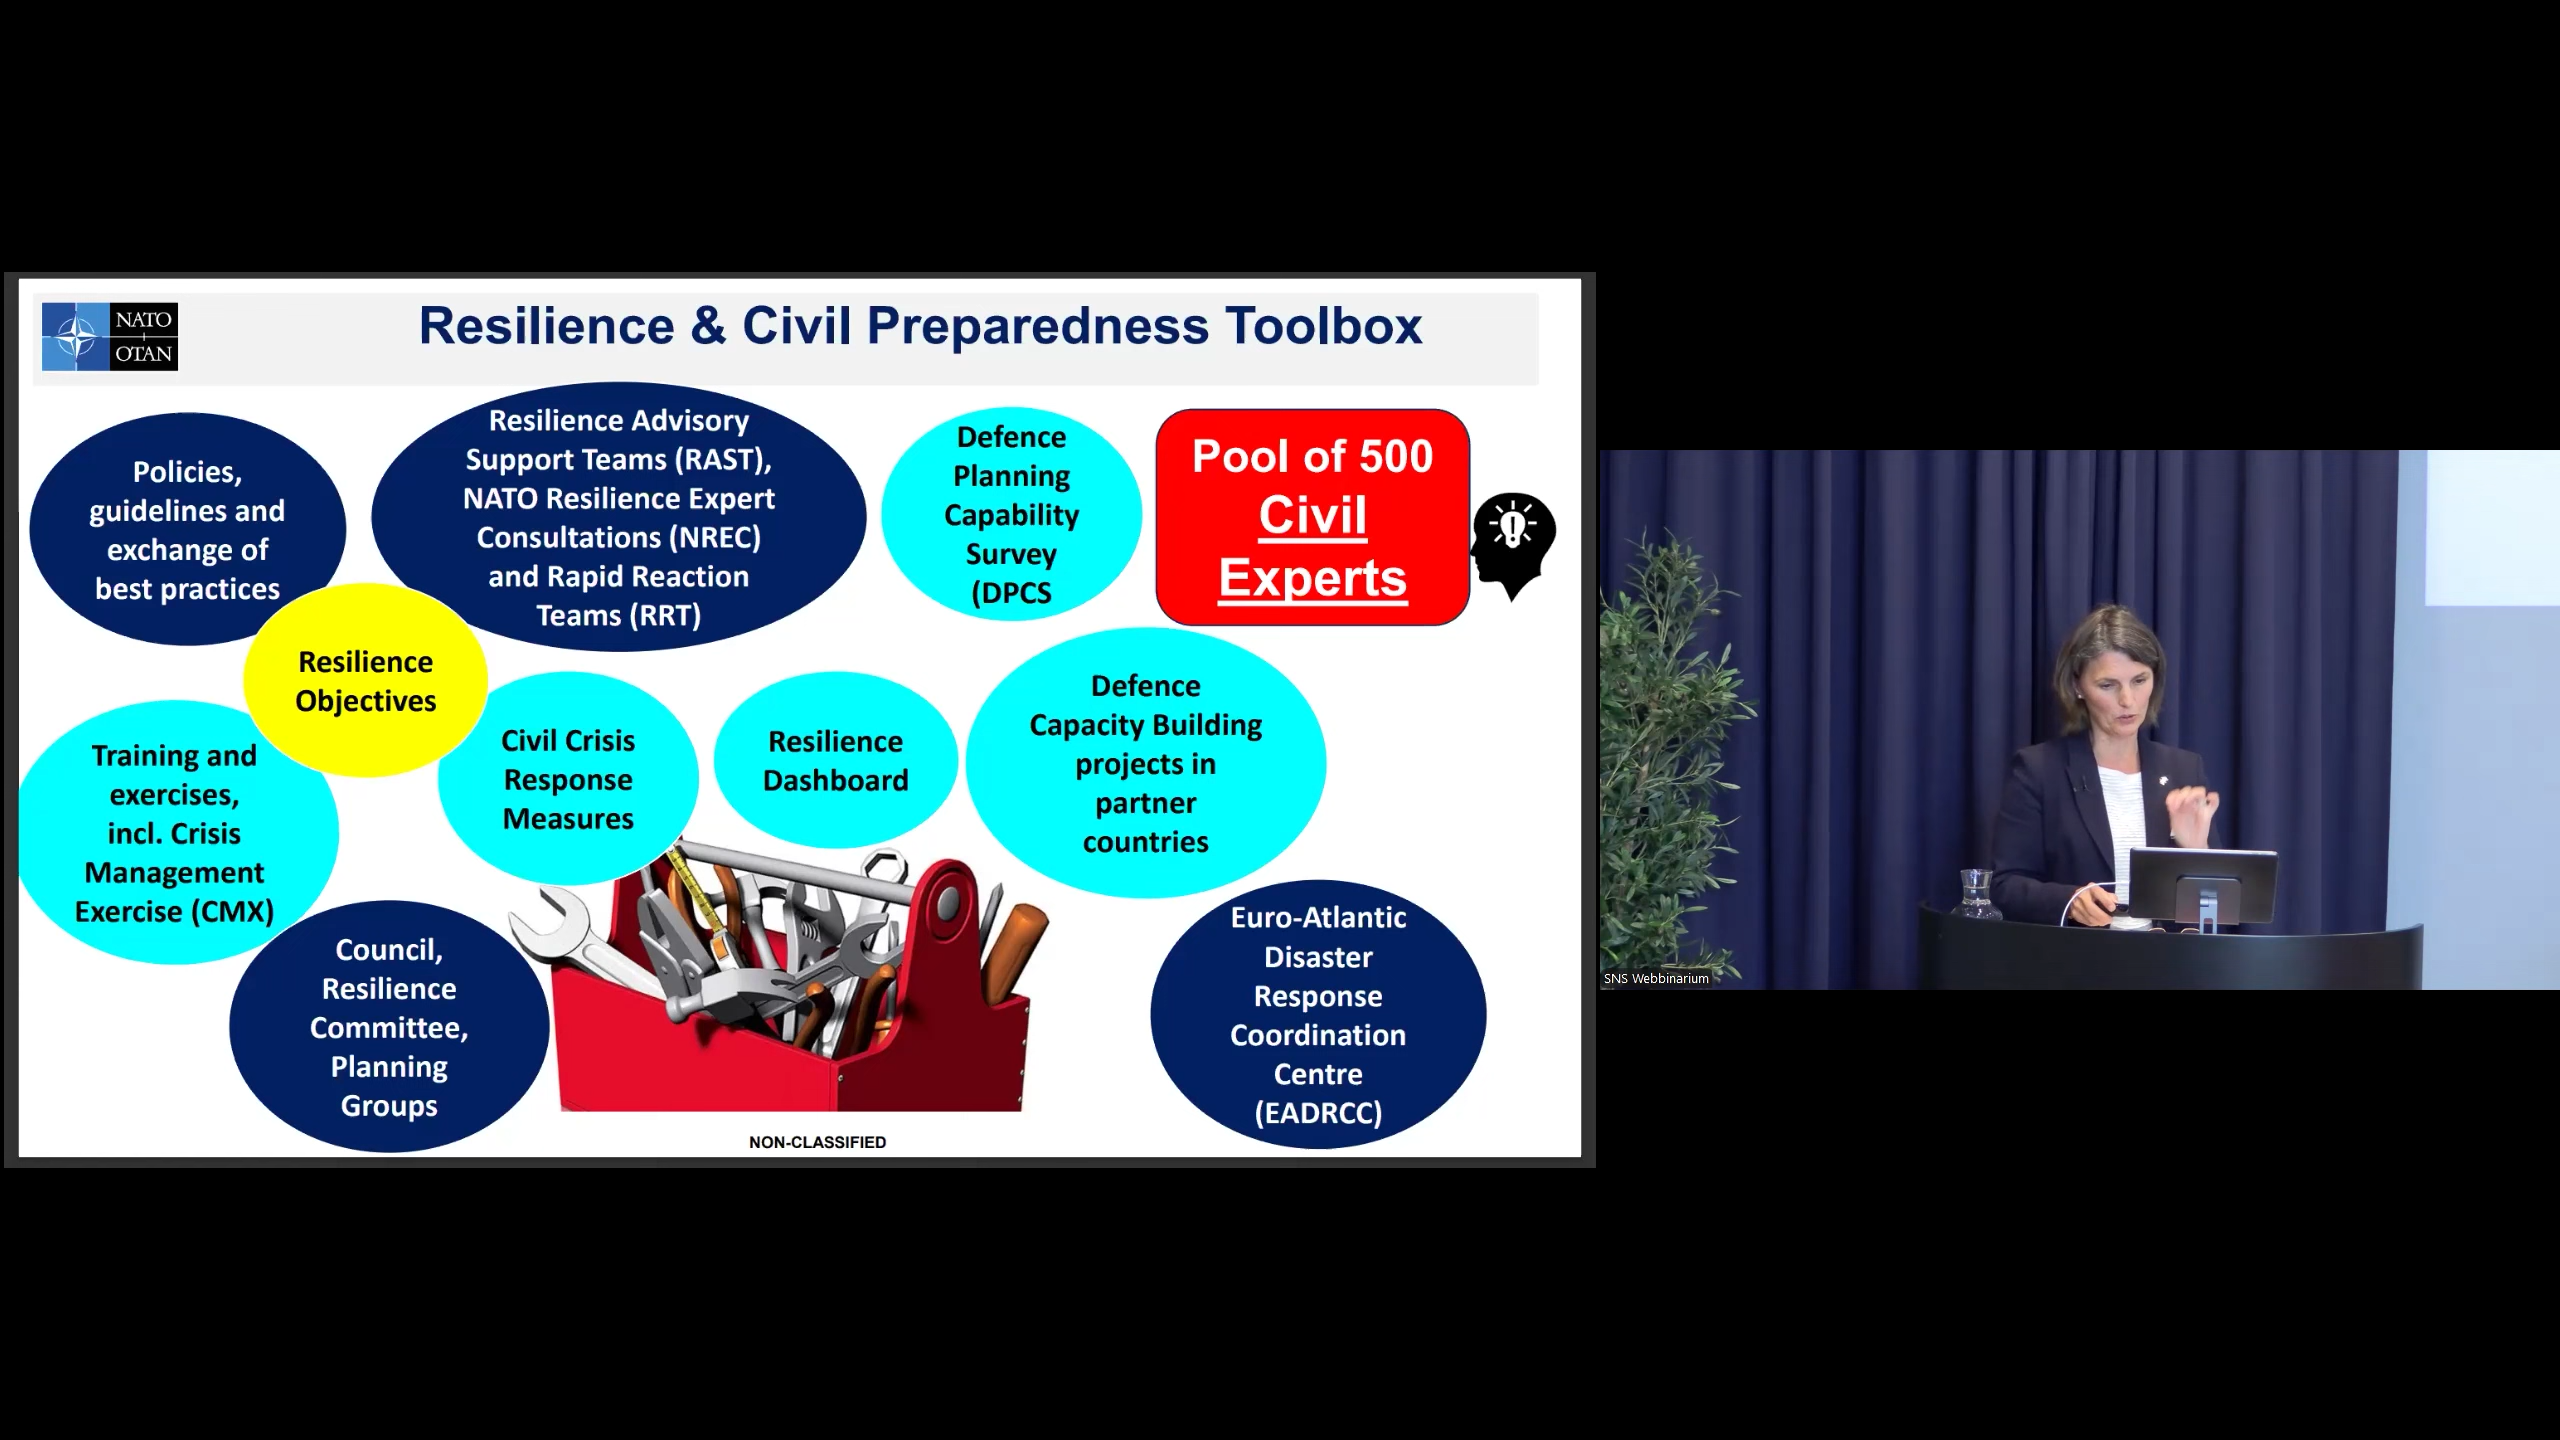 NATO
OTAN
Resilience & Civil Preparedness Toolbox
Policies,
guidelines and
exchange of
best practices
Resilience Advisory
Support Teams (RAST),
NATO Resilience Expert
Consultations (NREC)
and Rapid Reaction
Teams (RRT)
Defence
Planning
Capability
Survey
(DPCS
Pool of 500
Civil
Experts
Resilience
Objectives
Training and
exercises,
incl. Crisis
Management
Exercise (CMX)
Civil Crisis
Response
Measures
Resilience
Dashboard
Defence
Capacity Building
projects in
partner
countries
Council,
Resilience
Committee,
Planning
Groups
Euro-Atlantic
Disaster
Response
Coordination
Centre
(EADRCC)
NON-CLASSIFIED
SNS Webbinarium